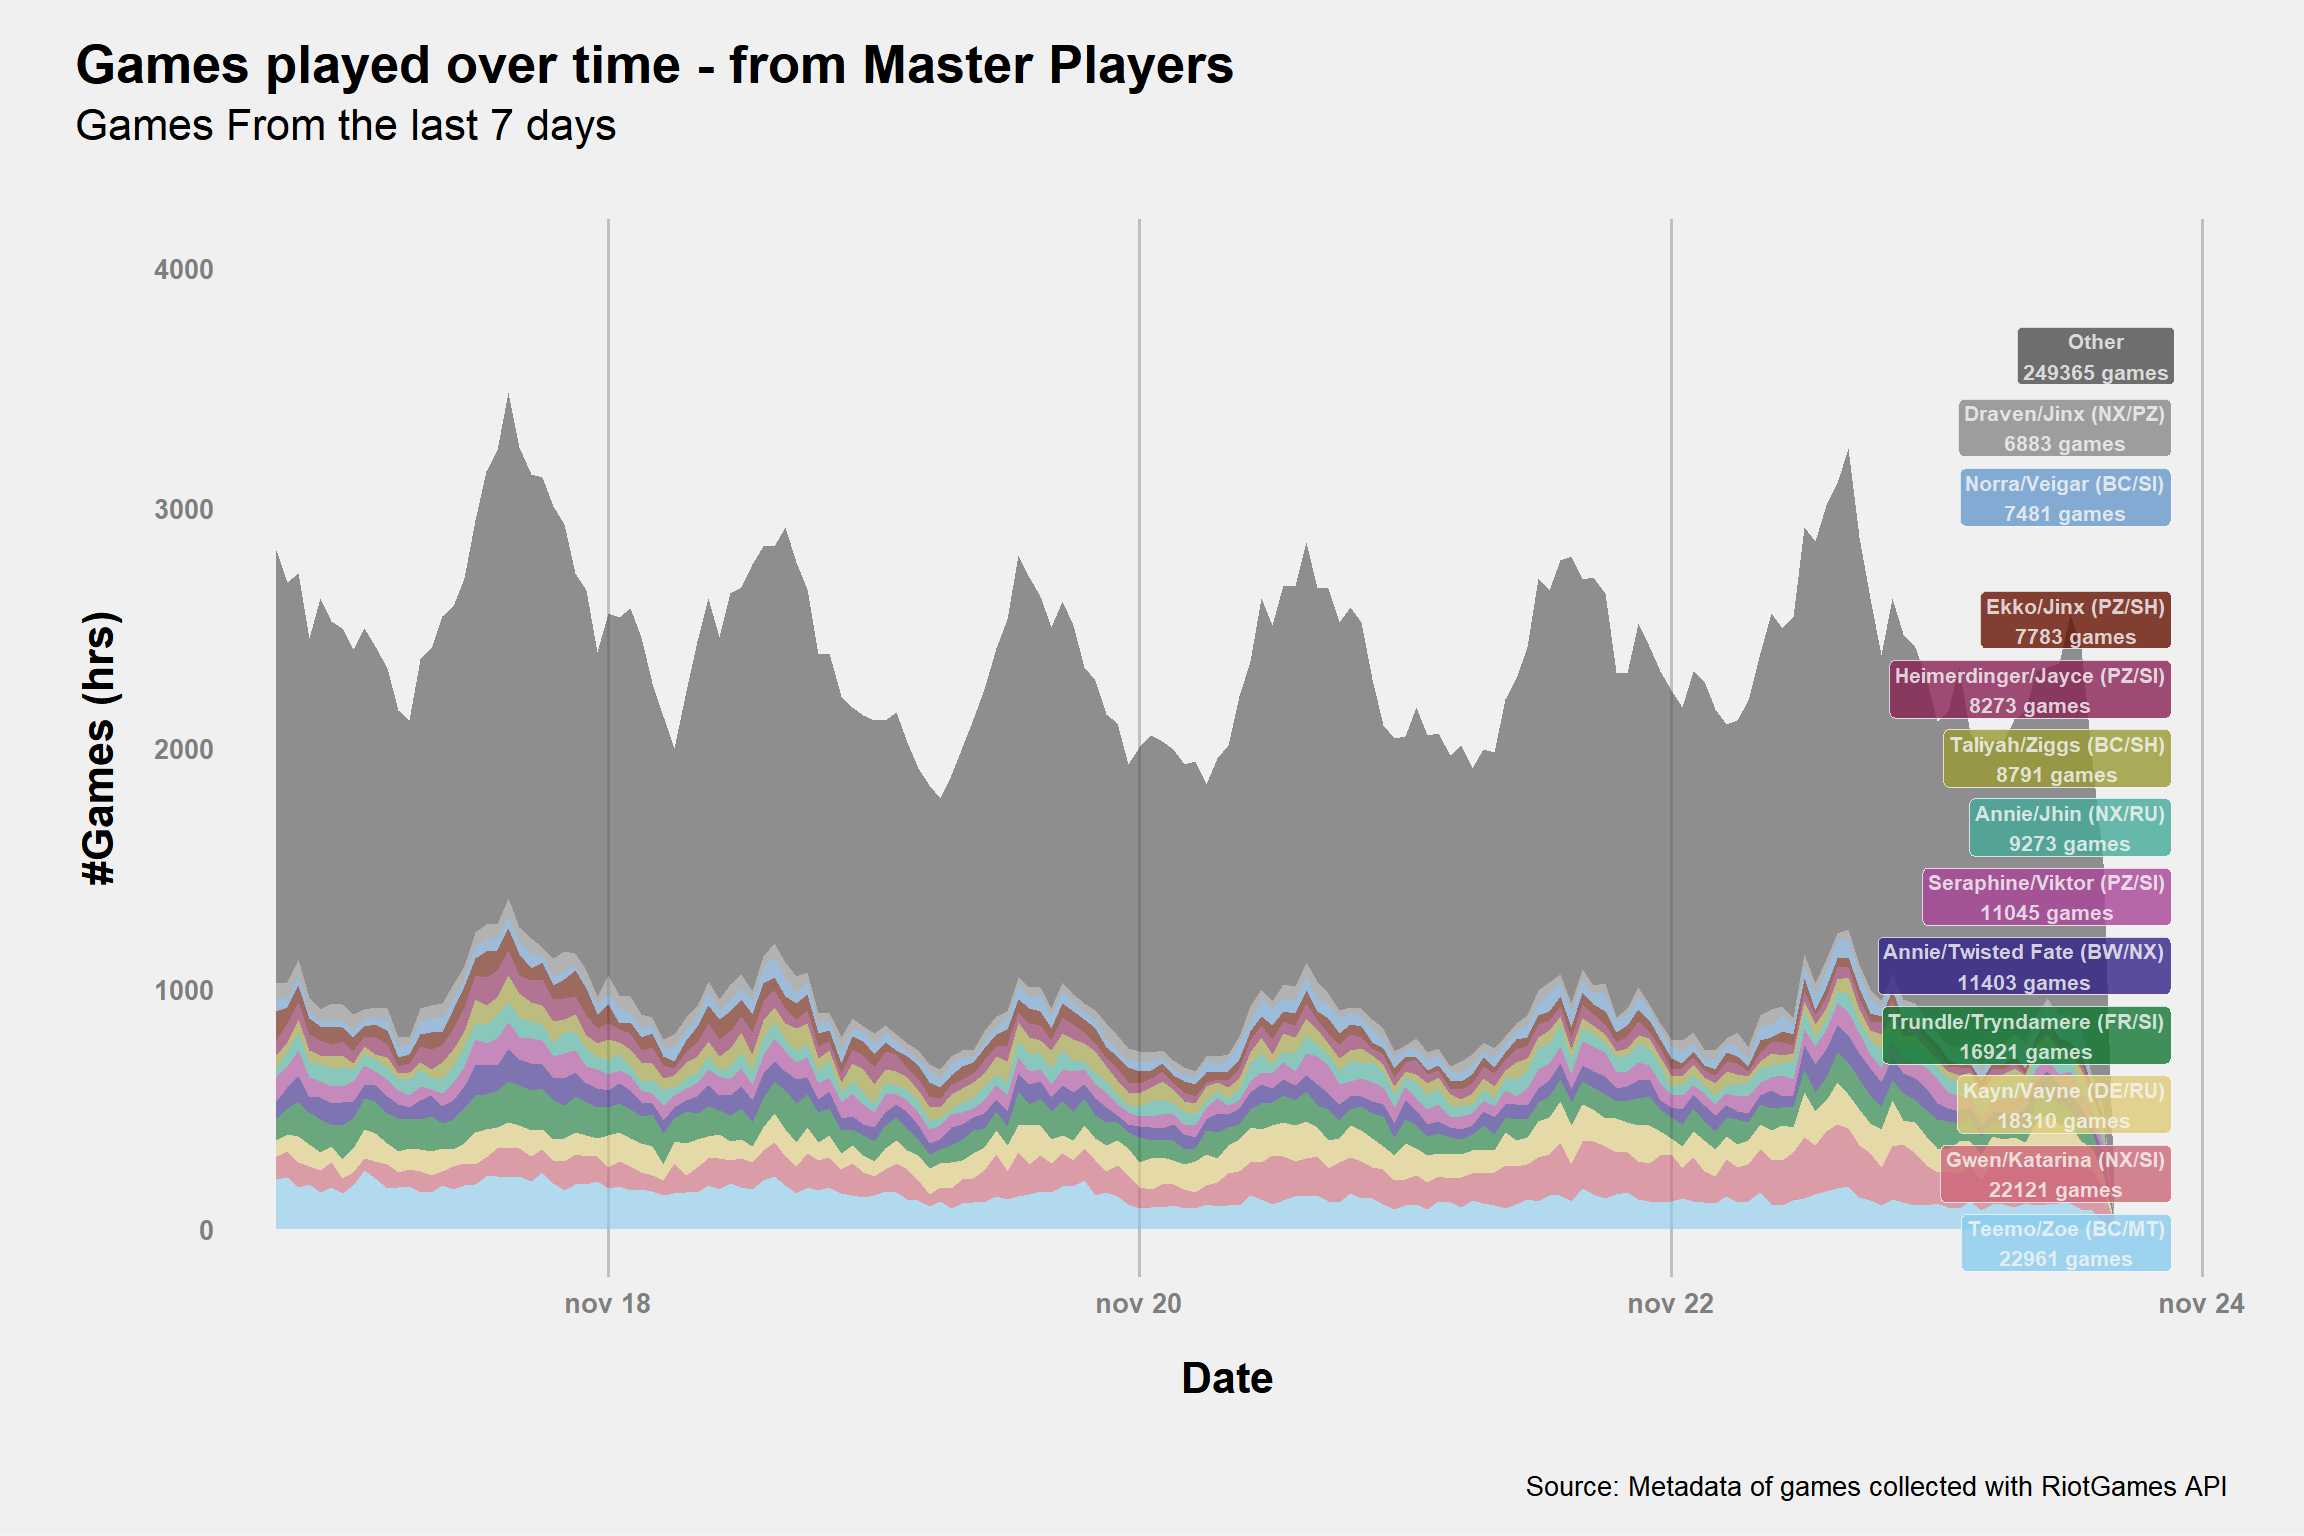 Games played over time - from Master Players
Games From the last 7 days
4000
3000
2000
1000
0
#Games (hrs)
Other
249365 games
Draven/Jinx (NX/PZ)
6883 games
Norra/Veigar (BC/SI)
7481 games
Ekko/Jinx (PZ/SH)
7783 games
Heimerdinger/Jayce (PZ/SI)
8273 games
Taliyah/Ziggs (BC/SH)
8791 games
Annie/Jhin (NX/RU)
9273 games
Seraphine/Viktor (PZ/SI)
11045 games
Annie/Twisted Fate (BW/NX)
11403 games
Trundle/Tryndamere (FR/SI)
16921 games
Kayn/Vayne (DE/RU)
18310 games
Gwen/Katarina (NX/SI)
22121 games
Teemo/Zoe (BC/MT)
22961 games
nov 18
nov 20
nov 22
nov 24
Date
Source: Metadata of games collected with RiotGames API